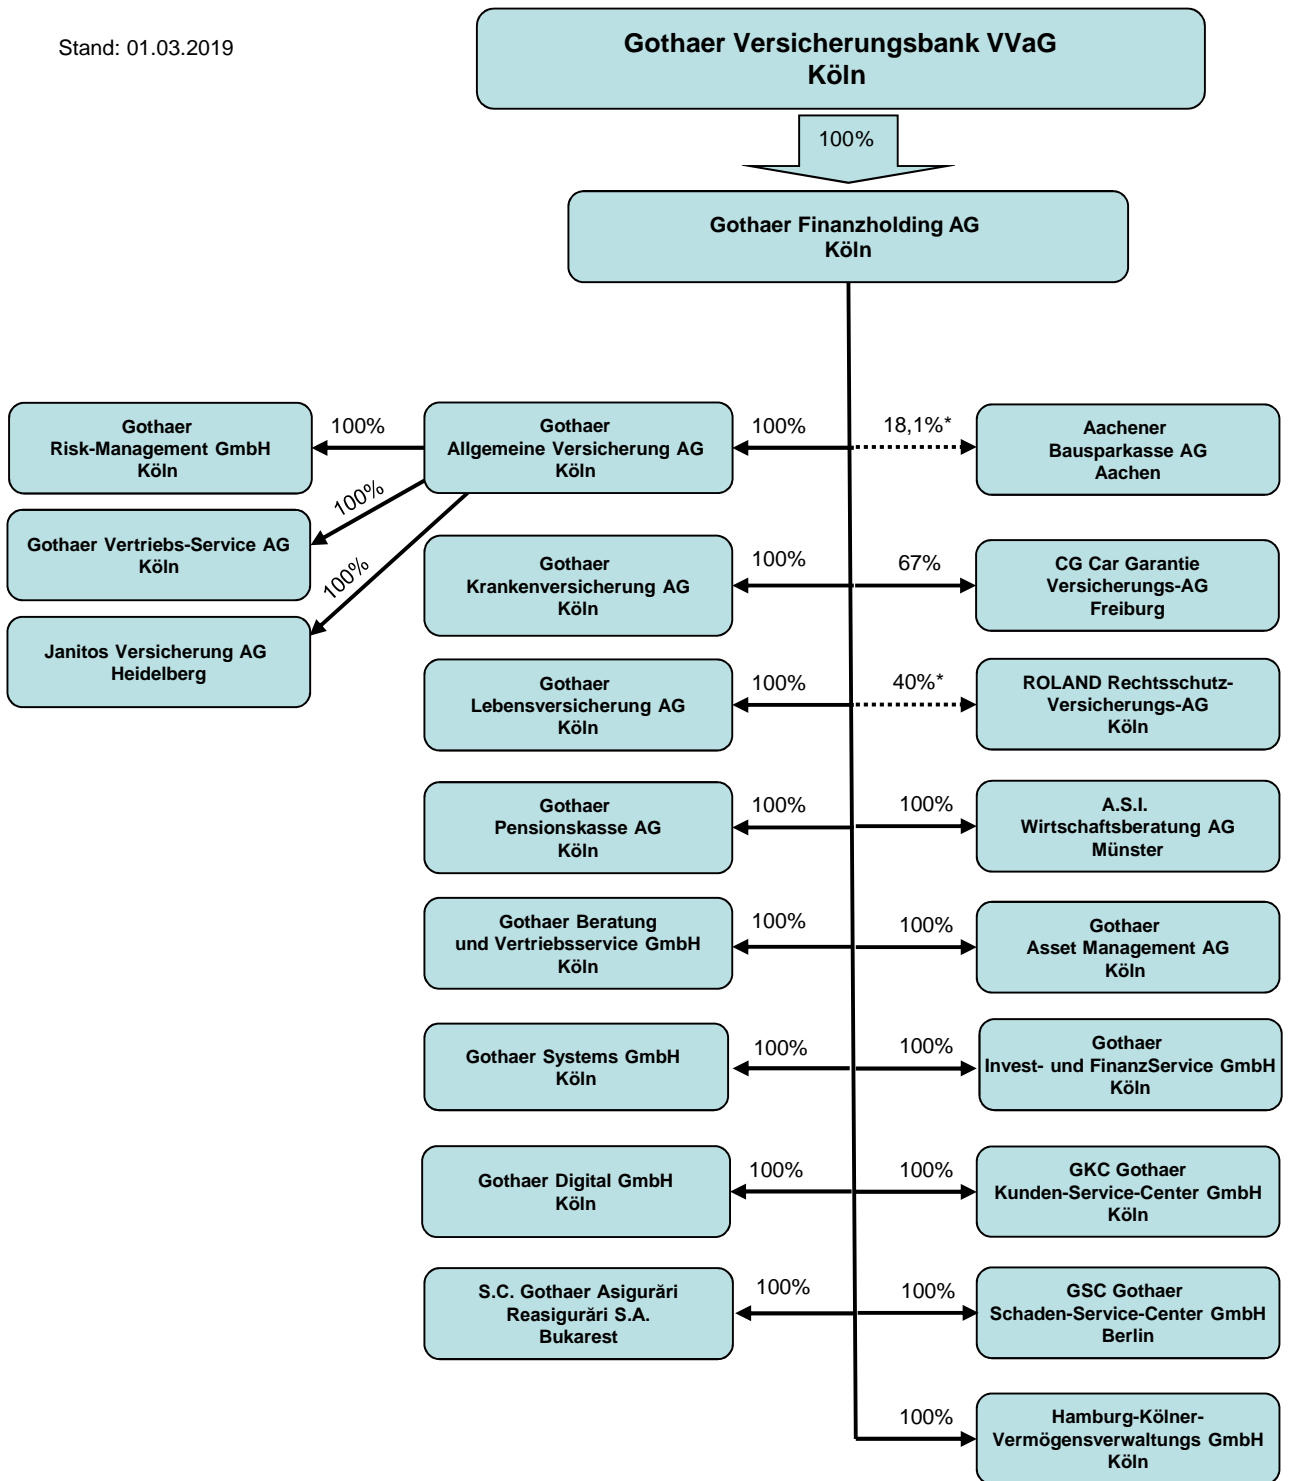 Stand: 01.03.2019
Gothaer Versicherungsbank VVaG
Köln
100%
Gothaer Finanzholding AG
Köln
Gothaer
Risk-Management GmbH
Köln
100%
Gothaer
Allgemeine Versicherung AG
Köln
100%
18,1%*
Aachener
Bausparkasse AG
Aachen
100%
Gothaer Vertriebs-Service AG
Köln
100%
Janitos Versicherung AG
Heidelberg
Gothaer
Krankenversicherung AG
Köln
100%
67%
CG Car Garantie
Versicherungs-AG
Freiburg
Gothaer
Lebensversicherung AG
Köln
100%
40%*
ROLAND Rechtsschutz-
Versicherungs-AG
Köln
Gothaer
Pensionskasse AG
Köln
100%
100%
A.S.I.
Wirtschaftsberatung AG
Münster
Gothaer Beratung
und Vertriebsservice GmbH
Köln
100%
100%
Gothaer
Asset Management AG
Köln
Gothaer Systems GmbH
Köln
100%
100%
Gothaer
Invest- und FinanzService GmbH
Köln
Gothaer Digital GmbH
Köln
100%
100%
GKC Gothaer
Kunden-Service-Center GmbH
Köln
S.C. Gothaer Asigurări
Reasigurări S.A.
Bukarest
100%
100%
GSC Gothaer
Schaden-Service-Center GmbH
Berlin
100%
Hamburg-Kölner-
Vermögensverwaltungs GmbH
Köln